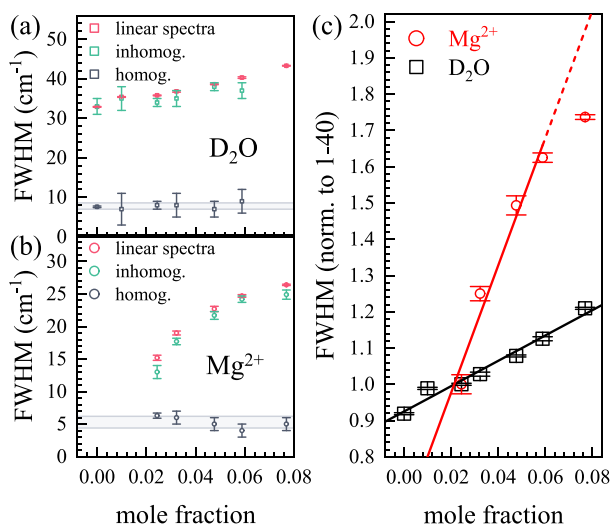 (a)
linear spectra
inhomog.
homog.
D₂O
FWHM (cm⁻¹)
50
40
30
20
10
0
(b)
linear spectra
inhomog.
homog.
Mg²⁺
FWHM (cm⁻¹)
30
25
20
15
10
5
0
0.00 0.02 0.04 0.06 0.08
mole fraction
(c)
Mg²⁺
D₂O
FWHM (norm. to 1-40)
2.0
1.9
1.8
1.7
1.6
1.5
1.4
1.3
1.2
1.1
1.0
0.9
0.8
0.00 0.02 0.04 0.06 0.08
mole fraction